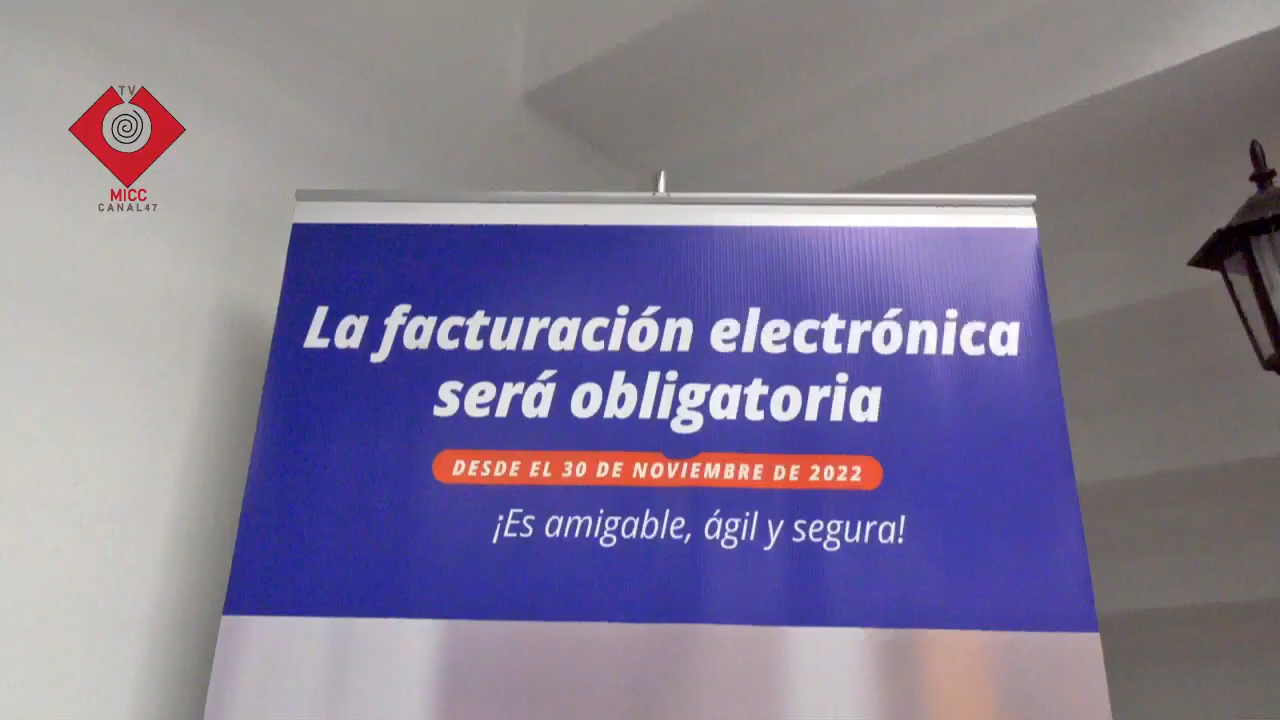 TV
MICC
CANAL47
La facturación electrónica
será obligatoria
DESDE EL 30 DE NOVIEMBRE DE 2022
¡Es amigable, ágil y segura!